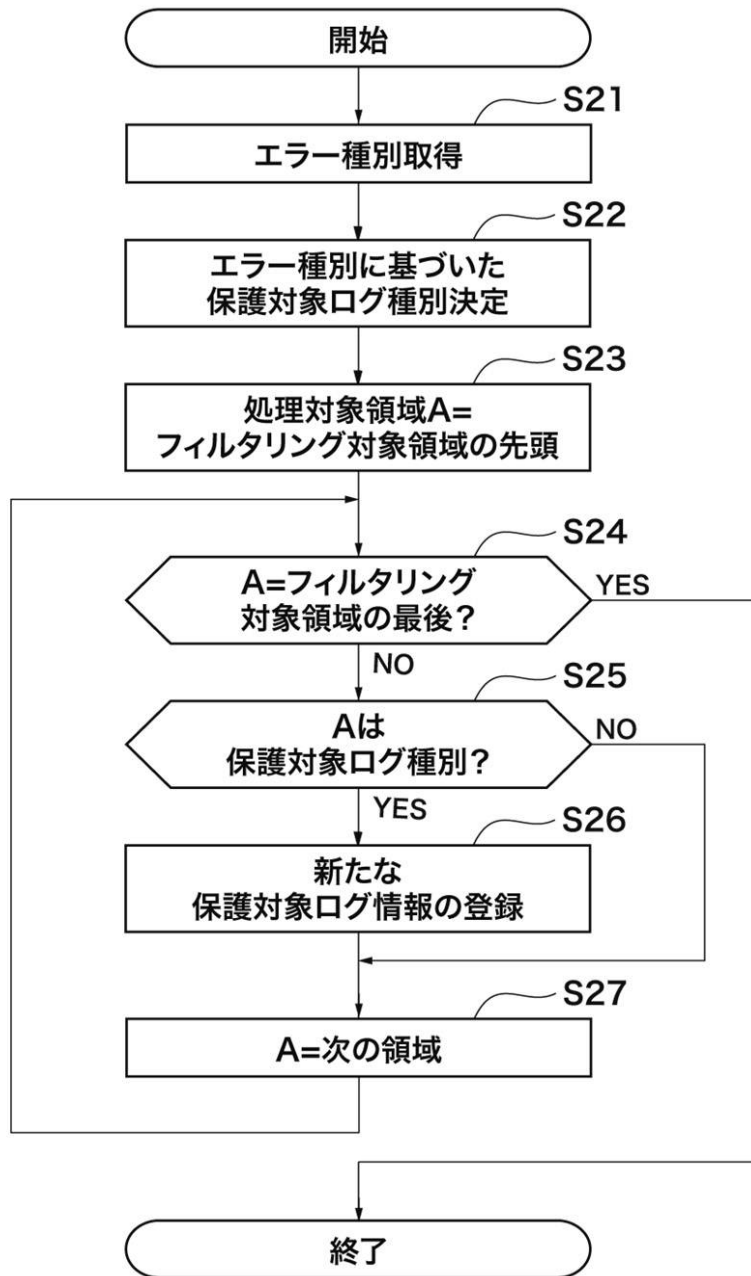 開始
S21
エラー種別取得
S22
エラー種別に基づいた
保護対象ログ種別決定
S23
処理対象領域A=
フィルタリング対象領域の先頭
S24
A=フィルタリング
対象領域の最後？
YES
NO
S25
Aは
保護対象ログ種別？
NO
YES
S26
新たな
保護対象ログ情報の登録
S27
A=次の領域
終了